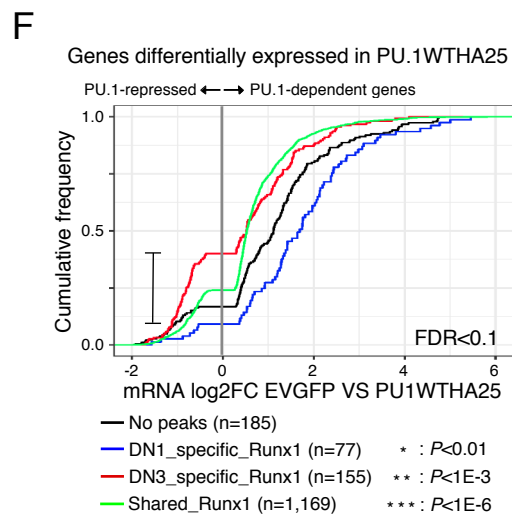 F
Genes differentially expressed in PU.1WTHA25
PU.1-repressed ←→ PU.1-dependent genes
Cumulative frequency
1.0
0.5
0.0
FDR<0.1
-2 0 2 4 6
mRNA log2FC EVGFP VS PU1WTHA25
No peaks (n=185)
DN1_specific_Runx1 (n=77) * : P<0.01
DN3_specific_Runx1 (n=155) ** : P<1E-3
Shared_Runx1 (n=1,169) *** : P<1E-6